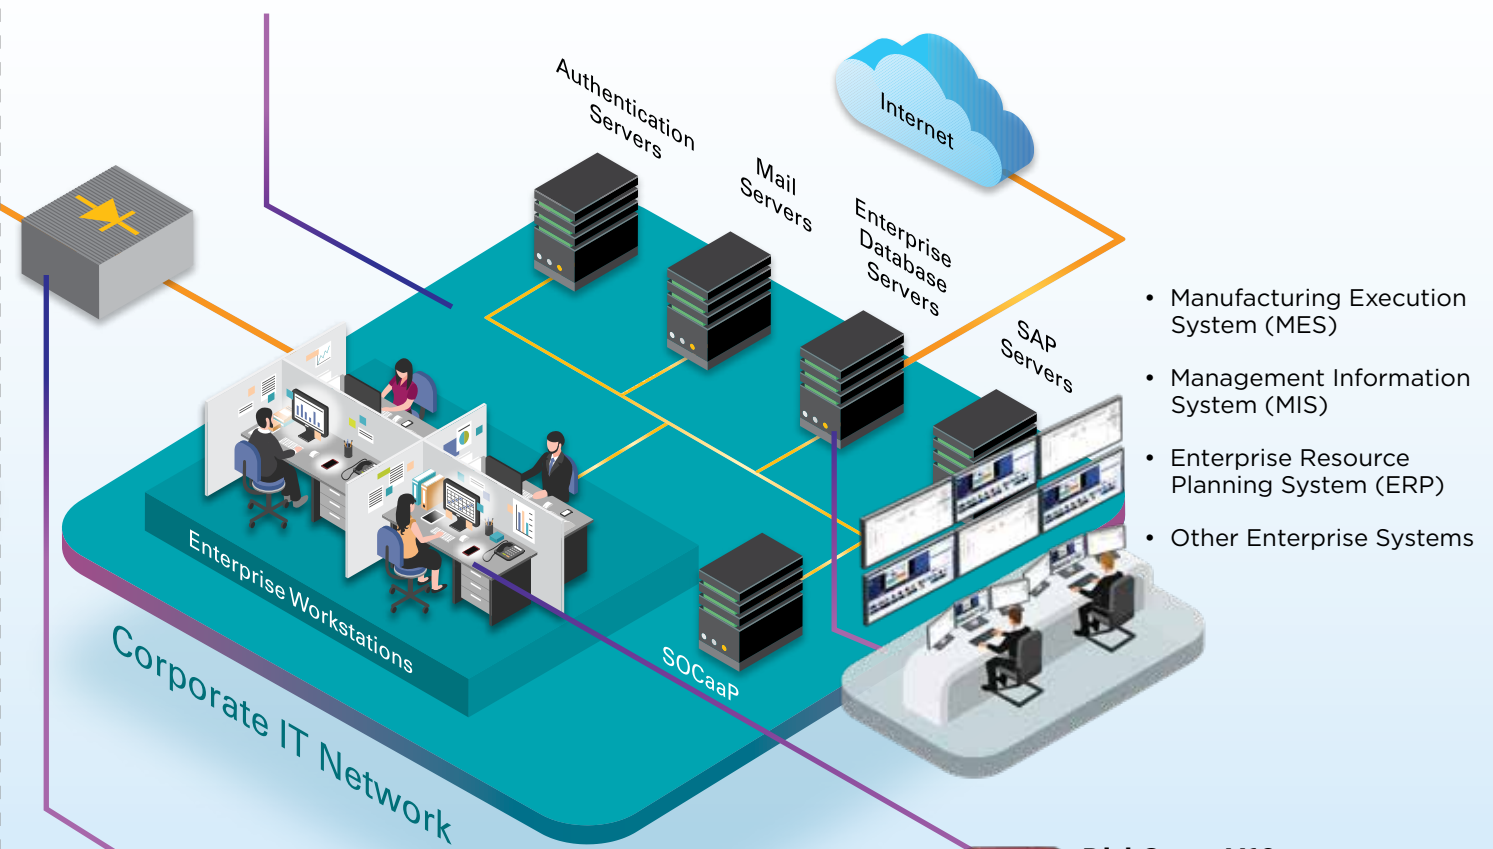 Authentication
Servers
Mail
Servers
Enterprise
Database
Servers
SAP
Servers
Internet
• Manufacturing Execution
System (MES)
• Management Information
System (MIS)
• Enterprise Resource
Planning System (ERP)
• Other Enterprise Systems
Enterprise Workstations
SOCaaP
Corporate IT Network